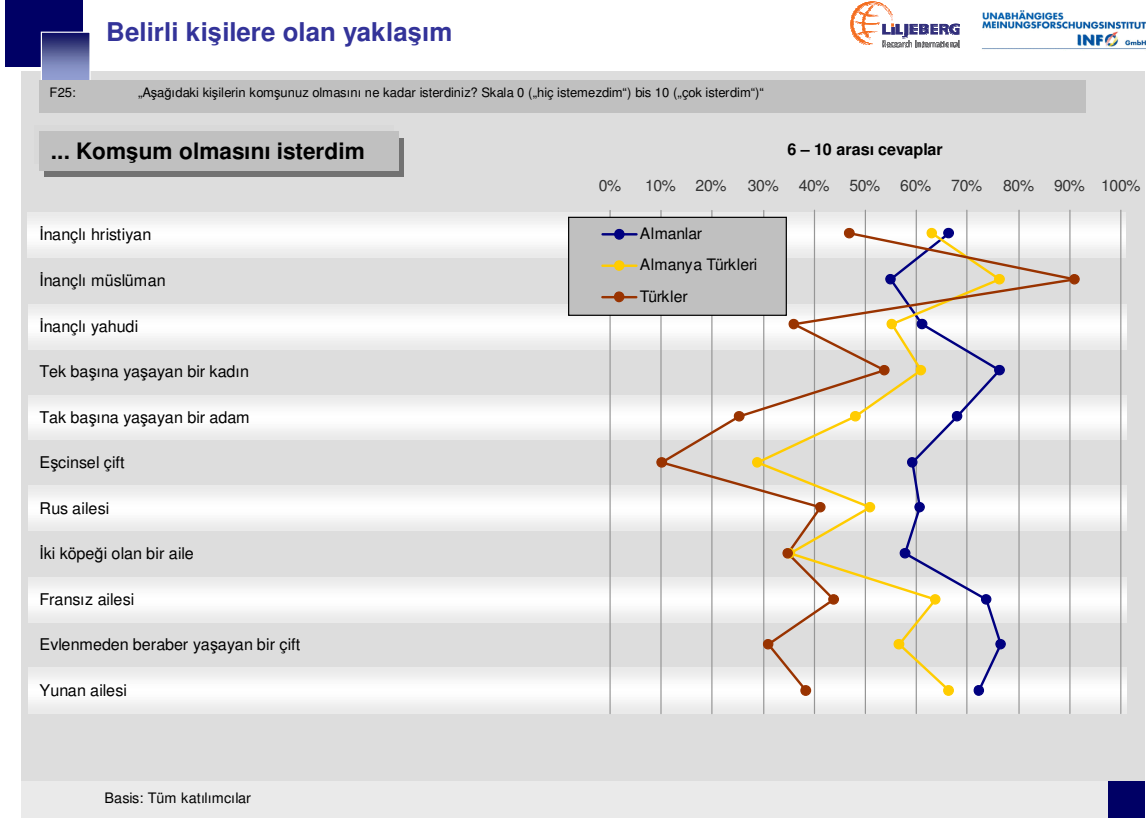 Belirli kişilere olan yaklaşım
LiLJEBERG
Research International
UNABHÄNGIGES
MEINUNGSFORSCHUNGSINSTITUT
INFO GmbH
F25: „Aşağıdaki kişilerin komşunuz olmasını ne kadar isterdiniz? Skala 0 („hiç istemezdim“) bis 10 („çok isterdim“)“
... Komşum olmasını isterdim
6 – 10 arası cevaplar
0% 10% 20% 30% 40% 50% 60% 70% 80% 90% 100%
Almanlar
Almanya Türkleri
Türkler
İnançlı hristiyan
İnançlı müslüman
İnançlı yahudi
Tek başına yaşayan bir kadın
Tak başına yaşayan bir adam
Eşcinsel çift
Rus ailesi
İki köpeği olan bir aile
Fransız ailesi
Evlenmeden beraber yaşayan bir çift
Yunan ailesi
Basis: Tüm katılımcılar